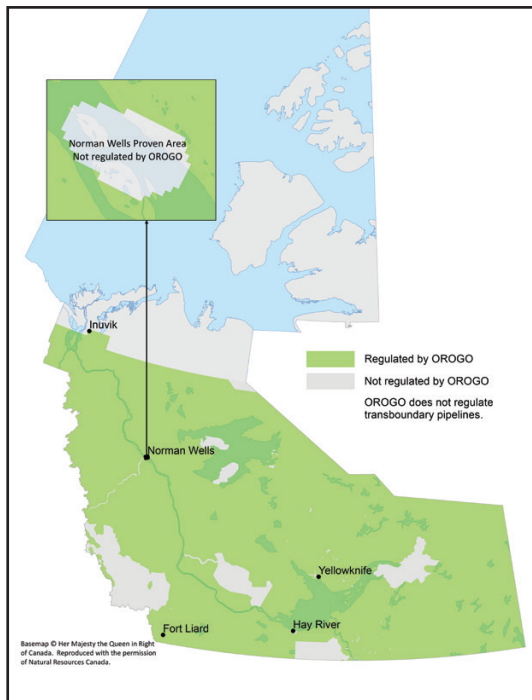 Norman Wells Proven Area
Not regulated by OROGO
Inuvik
Regulated by OROGO
Not regulated by OROGO
OROGO does not regulate
transboundary pipelines.
Norman Wells
Yellowknife
Hay River
Fort Liard
Basemap © Her Majesty the Queen in Right
of Canada. Reproduced with the permission
of Natural Resources Canada.